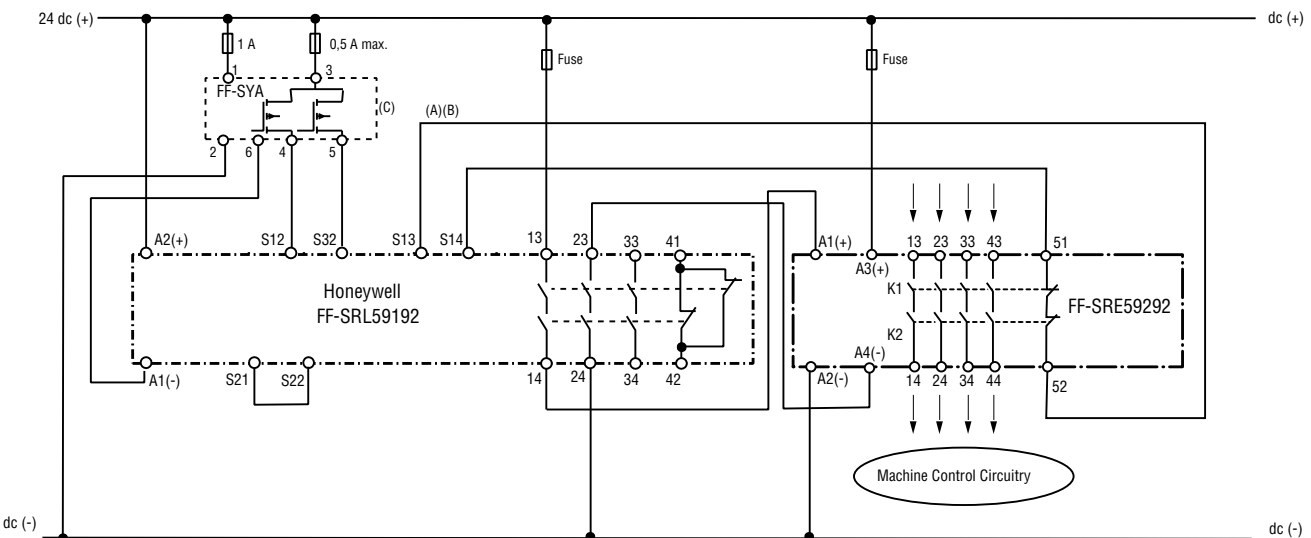 24 dc (+)
dc (+)
1 A
0,5 A max.
Fuse
Fuse
1
3
FF-SYA
(C)
(A)(B)
2
6
4
5
A2(+)
S12
S32
S13
S14
13
23
33
41
A1(+)
A3(+)
13
23
33
43
51
Honeywell
FF-SRL59192
K1
FF-SRE59292
K2
A1(-)
S21
S22
14
24
34
42
A2(-)
A4(-)
14
24
34
44
52
Machine Control Circuitry
dc (-)
dc (-)